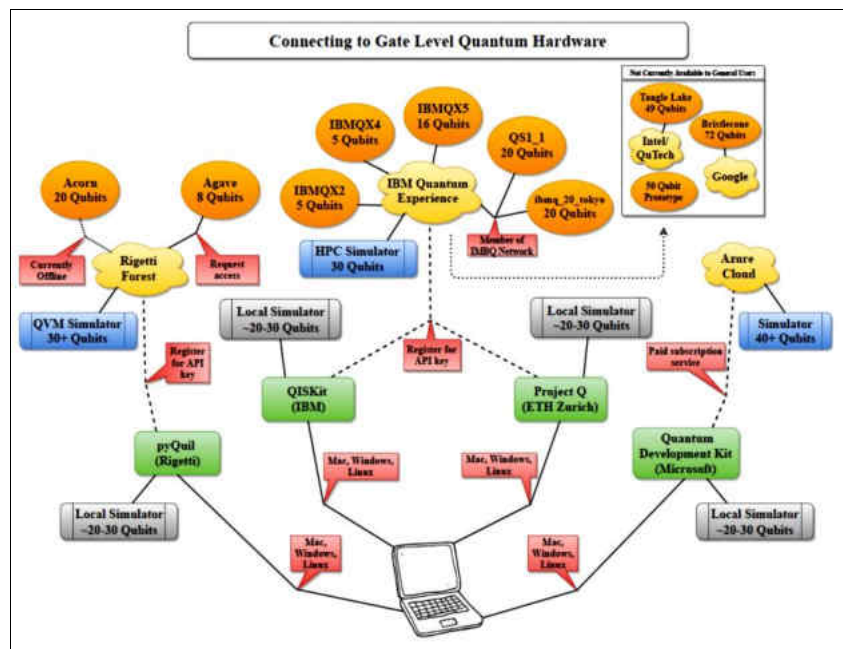 Connecting to Gate Level Quantum Hardware
Not Currently Available to General Users
Tangle Lake
49 Qubits
Bristlecone
72 Qubits
Intel/
QuTech
Google
50 Qubit
Prototype
IBMQX4
5 Qubits
IBMQX5
16 Qubits
QS1_1
20 Qubits
IBMQX2
5 Qubits
IBM Quantum
Experience
ibmq_20_tokyo
20 Qubits
Acorn
20 Qubits
Agave
8 Qubits
HPC Simulator
30 Qubits
Member of
IMBQ Network
Currently
Offline
Rigetti
Forest
Request
access
Azure
Cloud
QVM Simulator
30+ Qubits
Local Simulator
~20-30 Qubits
Local Simulator
~20-30 Qubits
Simulator
40+ Qubits
Register
for API
key
Register for
API key
Paid subscription
service
QISKit
(IBM)
Project Q
(ETH Zurich)
pyQuil
(Rigetti)
Mac, Windows,
Linux
Mac, Windows,
Linux
Quantum
Development Kit
(Microsoft)
Local Simulator
~20-30 Qubits
Local Simulator
~20-30 Qubits
Mac,
Windows,
Linux
Mac,
Windows,
Linux